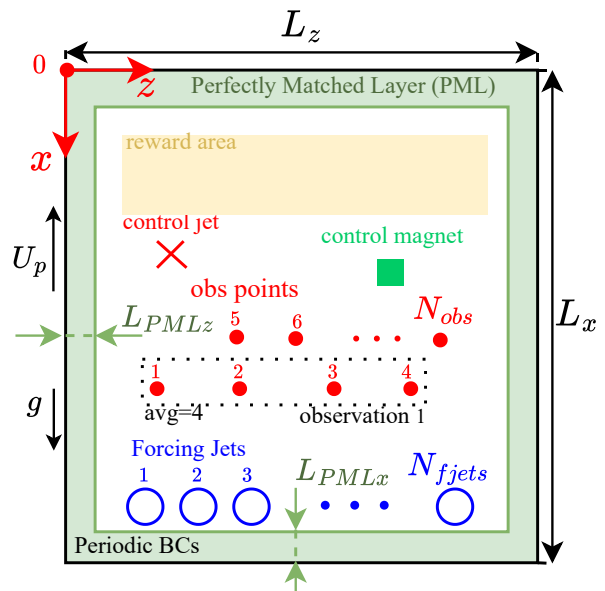 L_z
0
z
Perfectly Matched Layer (PML)
x
reward area
control jet
U_p
control magnet
obs points
L_PMLz
5
6
N_obs
L_x
1
2
3
4
g
avg=4
observation 1
Forcing Jets
L_PMLx
N_fjets
1
2
3
Periodic BCs